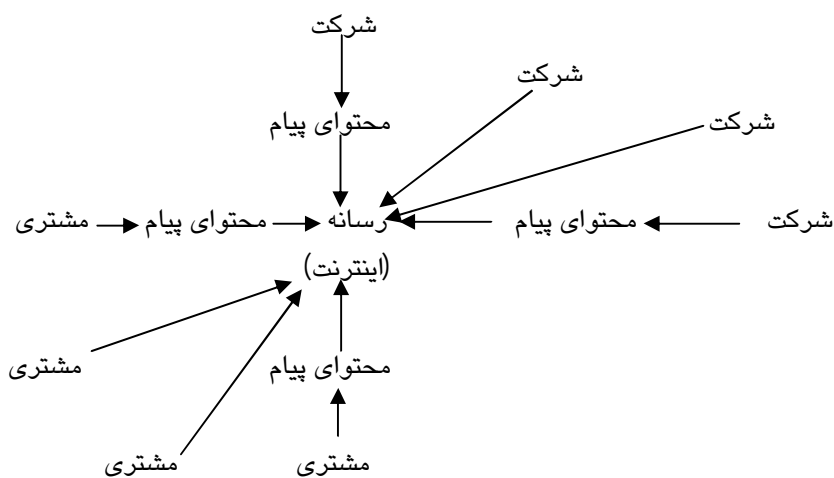 شرکت
شرکت
محتوای پیام
شرکت
شرکت محتوای پیام رسانه محتوای پیام مشتری
(اینترنت)
مشتری
محتوای پیام
مشتری
مشتری